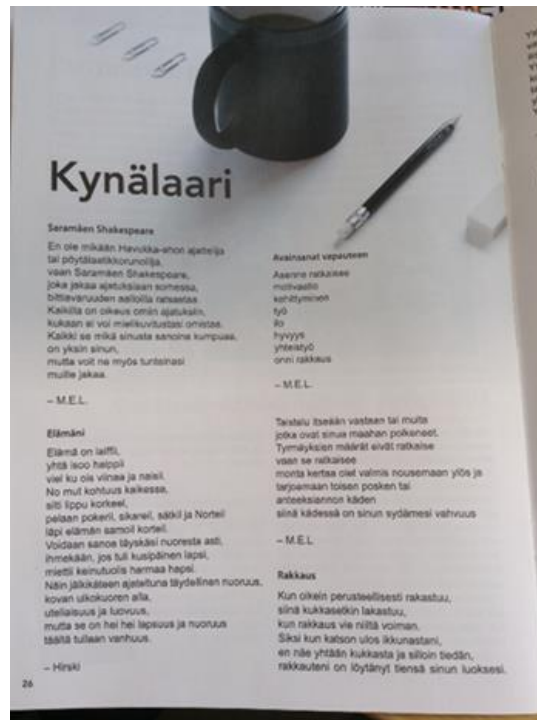 Kynälaari
Saramäen Shakespeare
En ole mikään Havukka-ahon ajattelija
tai pöytälaatikkorunoilija,
vaan Saramäen Shakespeare,
joka jakaa ajatuksiaan somessa,
bittiavaruuden aalloilla ratsastaa.
Kaikilla on oikeus omiin ajatuksiin,
kukaan ei voi mielikuvitustasi omistaa.
Kaikki se mikä sinusta sanoina kumpuaa,
on yksin sinun,
mutta voit ne myös tunteinasi
muille jakaa.
– M.E.L.
Elämäni
Elämä on laiffii,
yhtä isoo haippii
viel ku ois viinaa ja naisii.
No mut kohtuus kaikessa,
silti lippu korkeel,
pelaan pokeril, sikareil, sätkil ja Norteil
läpi elämän samoil korteil.
Voidaan sanoa täyskäsi nuoresta asti,
ihmekään, jos tuli kusipäinen lapsi,
miettii keinutuolis harmaa hapsi.
Näin jälkikäteen ajateltuna täydellinen nuoruus,
kovan ulkokuoren alla,
uteliaisuus ja luovuus,
mutta se on hei hei lapsuus ja nuoruus
täältä tullaan vanhuus.
– Hirski
26
Avainsanat vapauteen
Asenne ratkaisee
motivaatio
kehittyminen
työ
ilo
hyvyys
yhteistyö
onni rakkaus
– M.E.L.
Taistelu itseään vastaan tai muita
jotka ovat sinua maahan polkeneet.
Tyrmäyksien määrät eivät ratkaise
vaan se ratkaisee
monta kertaa olet valmis nousemaan ylös ja
tarjoamaan toisen posken tai
anteeksiannon käden
siinä kädessä on sinun sydämesi vahvuus
– M.E.L
Rakkaus
Kun oikein perusteellisesti rakastuu,
siinä kukkasetkin lakastuu,
kun rakkaus vie niiltä voiman.
Siksi kun katson ulos ikkunastani,
en näe yhtään kukkasta ja silloin tiedän,
rakkauteni on löytänyt tiensä sinun luoksesi.